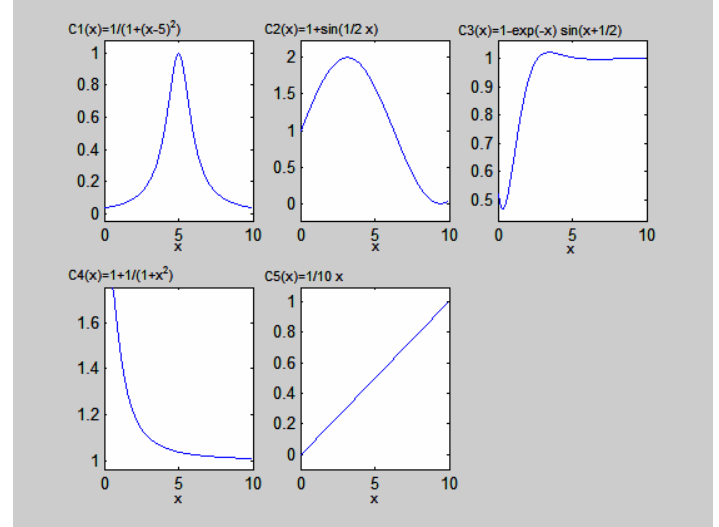 C1(x)=1/(1+(x-5)²)
1
0.8
0.6
0.4
0.2
0
0 5 10
x
C2(x)=1+sin(1/2 x)
2
1.5
1
0.5
0
0 5 10
x
C3(x)=1-exp(-x) sin(x+1/2)
1
0.9
0.8
0.7
0.6
0.5
0 5 10
x
C4(x)=1+1/(1+x²)
1.6
1.4
1.2
1
0 5 10
x
C5(x)=1/10 x
1
0.8
0.6
0.4
0.2
0
0 5 10
x